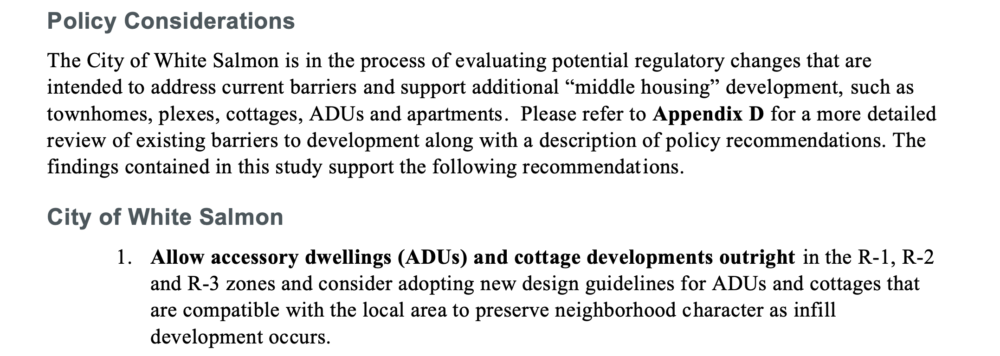 Policy Considerations
The City of White Salmon is in the process of evaluating potential regulatory changes that are
intended to address current barriers and support additional “middle housing” development, such as
townhomes, plexes, cottages, ADUs and apartments.  Please refer to Appendix D for a more detailed
review of existing barriers to development along with a description of policy recommendations. The
findings contained in this study support the following recommendations.
City of White Salmon
1. Allow accessory dwellings (ADUs) and cottage developments outright in the R-1, R-2
and R-3 zones and consider adopting new design guidelines for ADUs and cottages that
are compatible with the local area to preserve neighborhood character as infill
development occurs.